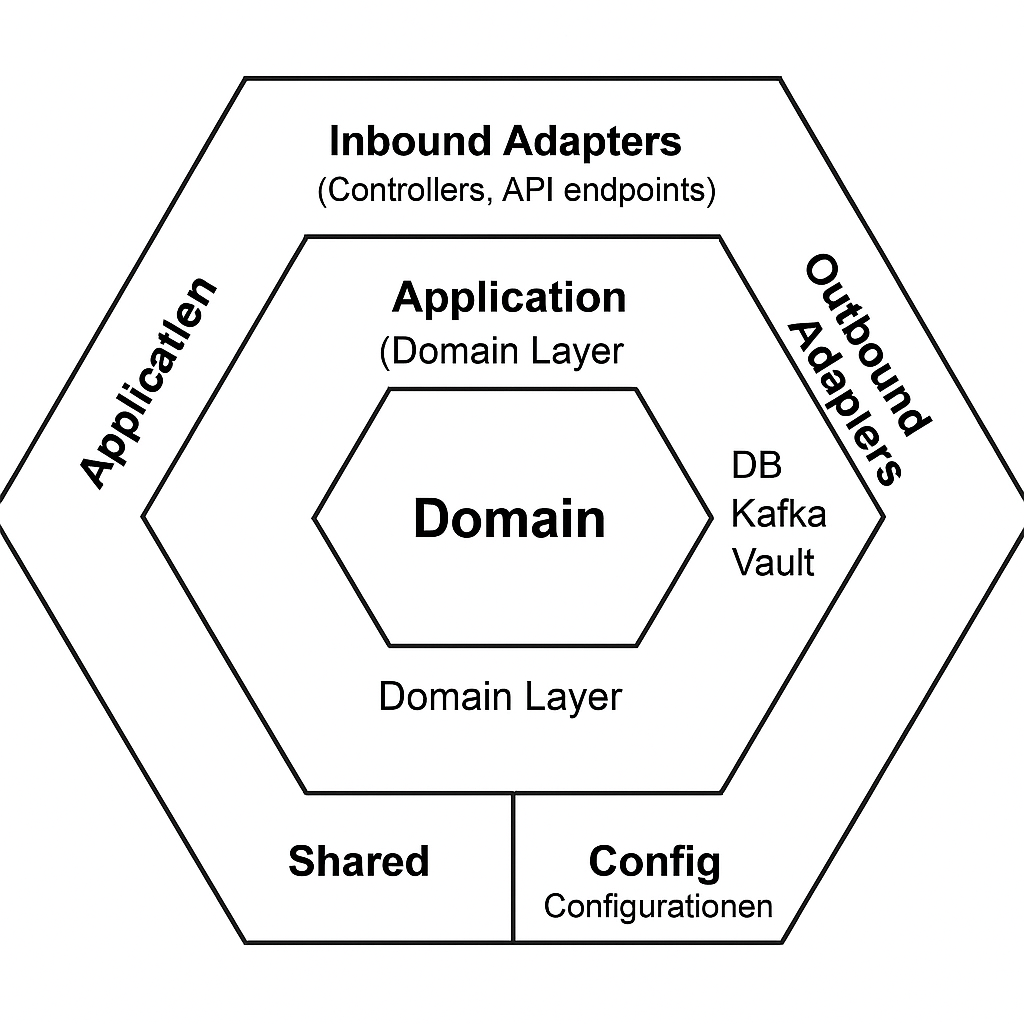 Inbound Adapters
(Controllers, API endpoints)
Applicatlen
Outbound
Adaplers
Application
(Domain Layer
Domain
DB
Kafka
Vault
Domain Layer
Shared
Config
Configurationen